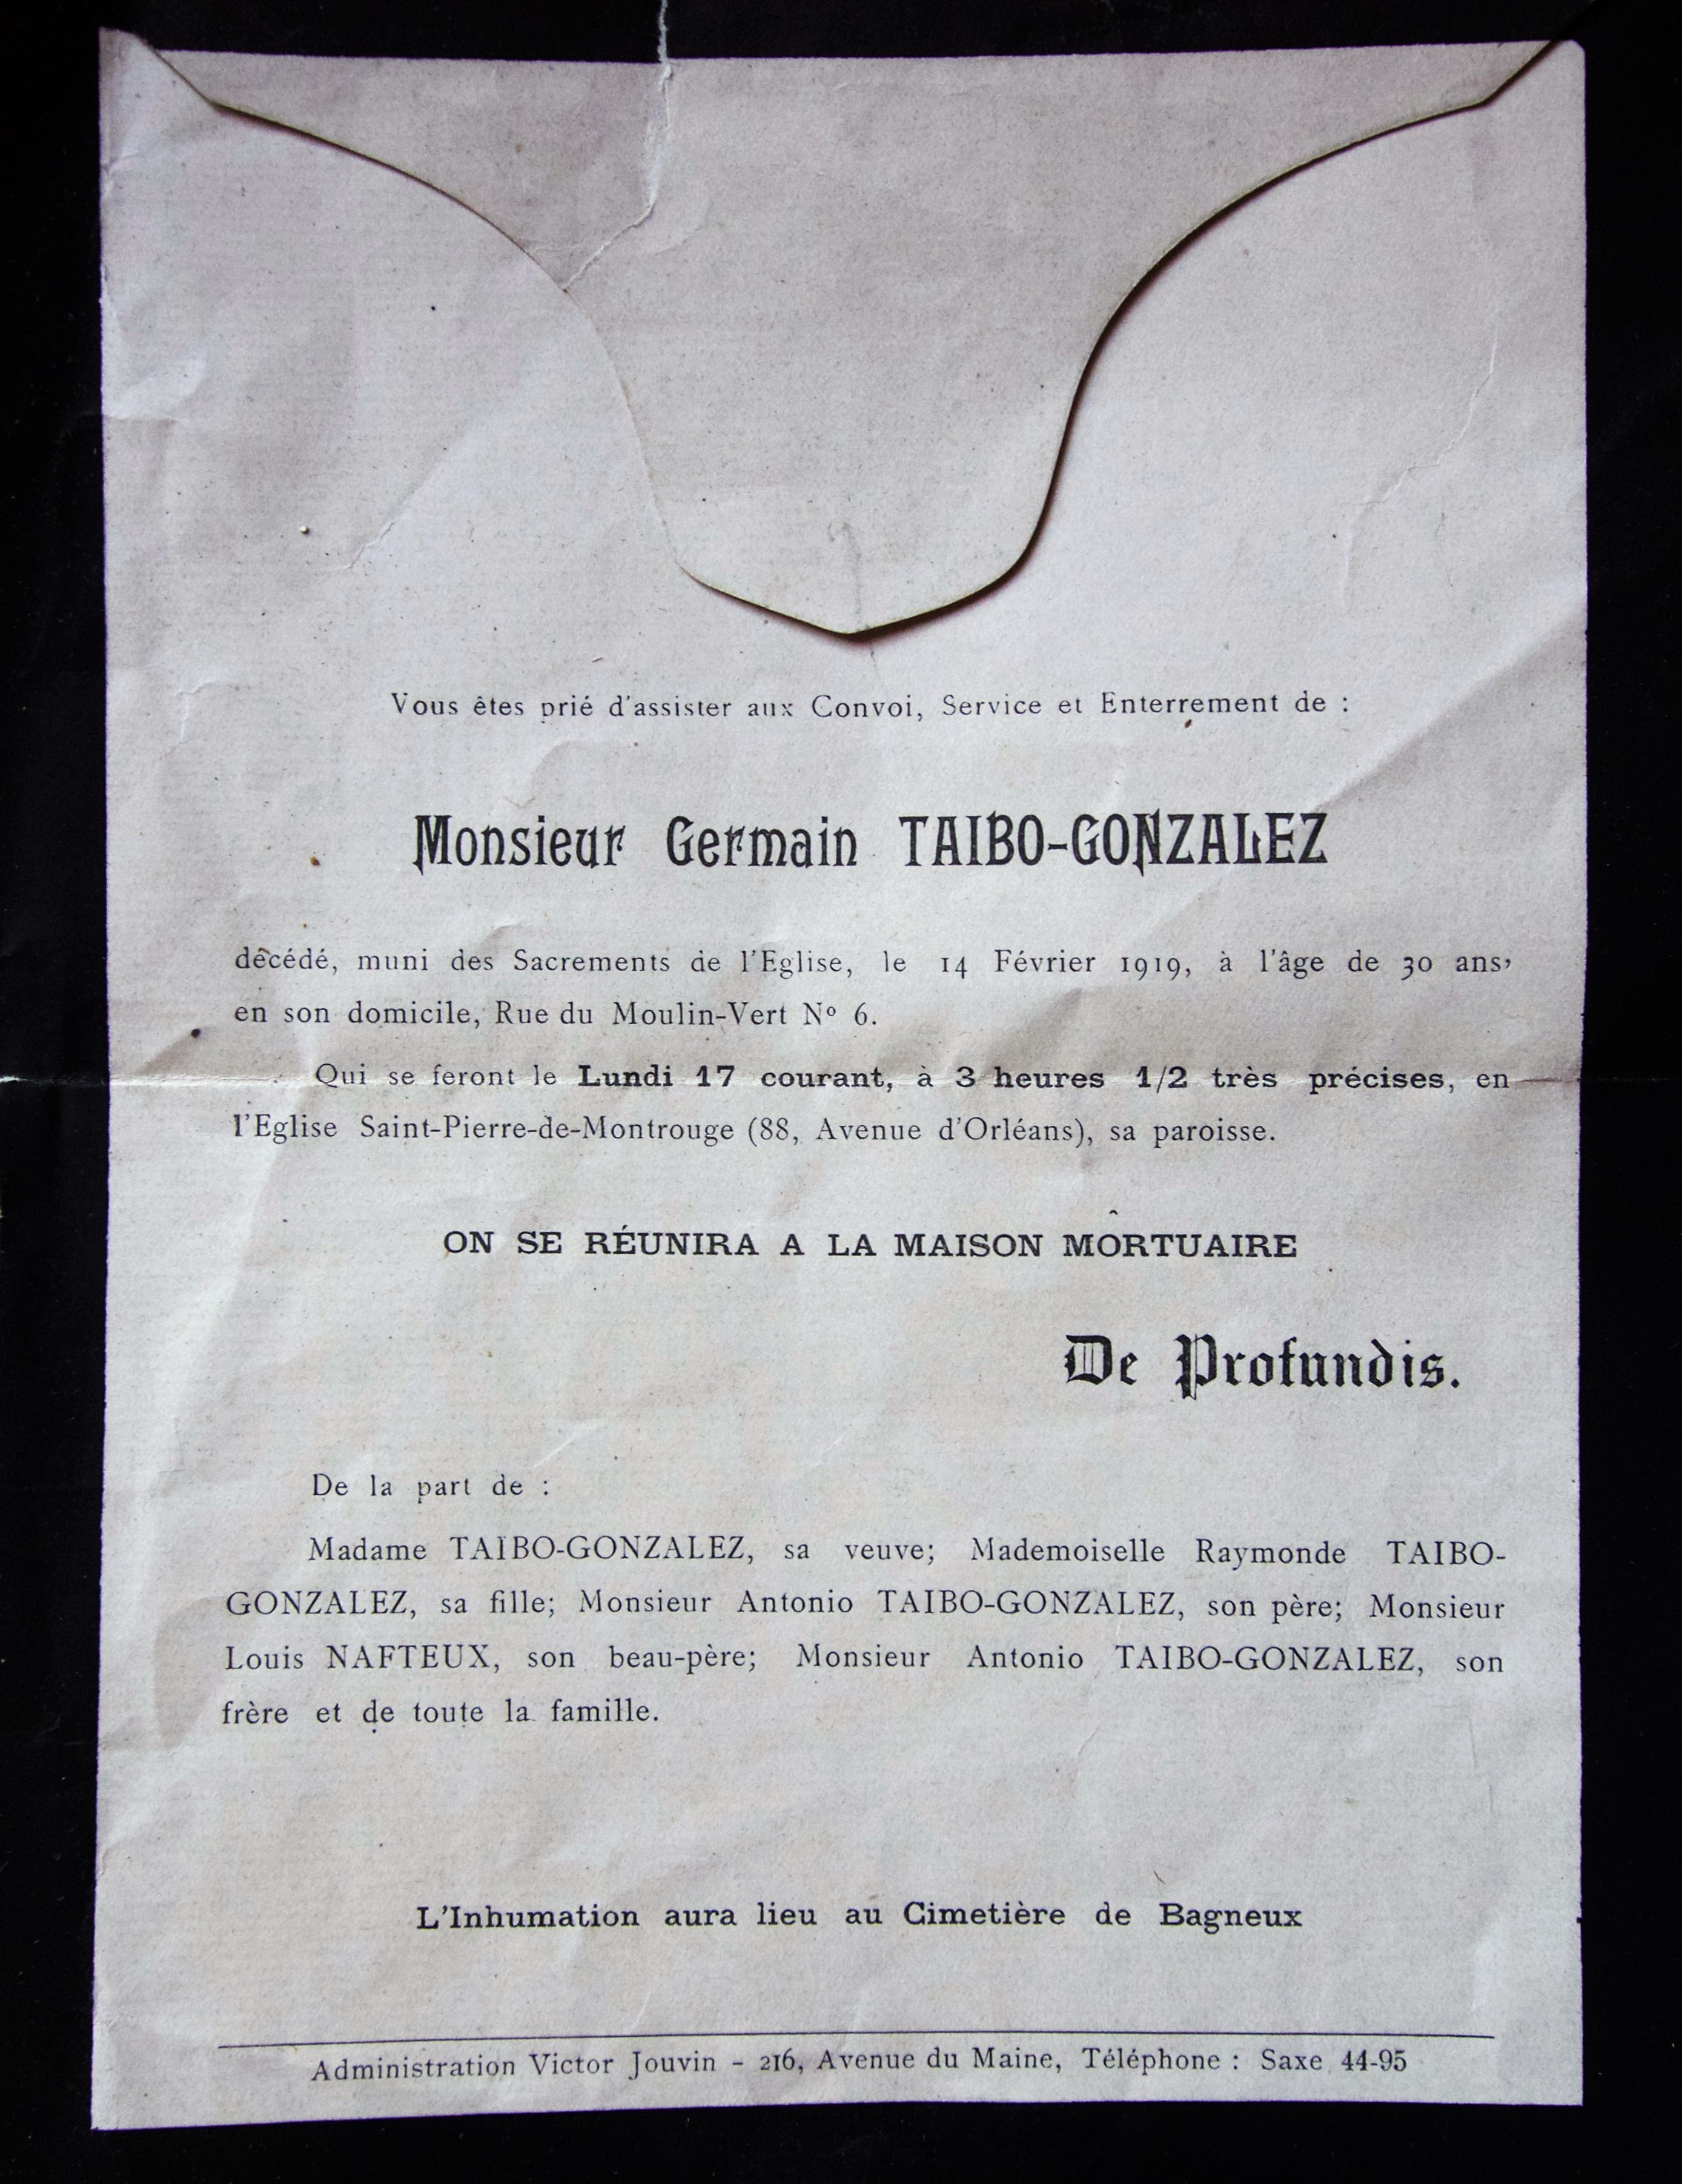 Vous êtes prié d'assister aux Convoi, Service et Enterrement de :
Monsieur Germain TAIBO-GONZALEZ
décédé, muni des Sacrements de l'Eglise, le 14 Février 1919, à l'âge de 30 ans,
en son domicile, Rue du Moulin-Vert Nº 6.
Qui se feront le Lundi 17 courant, à 3 heures 1/2 très précises, en
l'Eglise Saint-Pierre-de-Montrouge (88, Avenue d'Orléans), sa paroisse.
ON SE RÉUNIRA A LA MAISON MORTUAIRE
De Profundis.
De la part de :
Madame TAIBO-GONZALEZ, sa veuve; Mademoiselle Raymonde TAIBO-
GONZALEZ, sa fille; Monsieur Antonio TAIBO-GONZALEZ, son père; Monsieur
Louis NAFTEUX, son beau-père; Monsieur Antonio TAIBO-GONZALEZ, son
frère et de toute la famille.
L'Inhumation aura lieu au Cimetière de Bagneux
Administration Victor Jouvin - 216, Avenue du Maine, Téléphone : Saxe 44-95